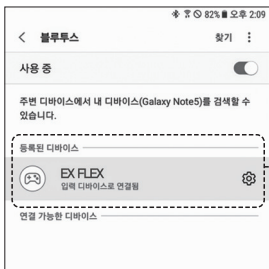 82% 오후 2:09
블루투스 찾기
사용 중
주변 디바이스에서 내 디바이스(Galaxy Note5)를 검색할 수
있습니다.
등록된 디바이스
EX FLEX
입력 디바이스로 연결됨
연결 가능한 디바이스